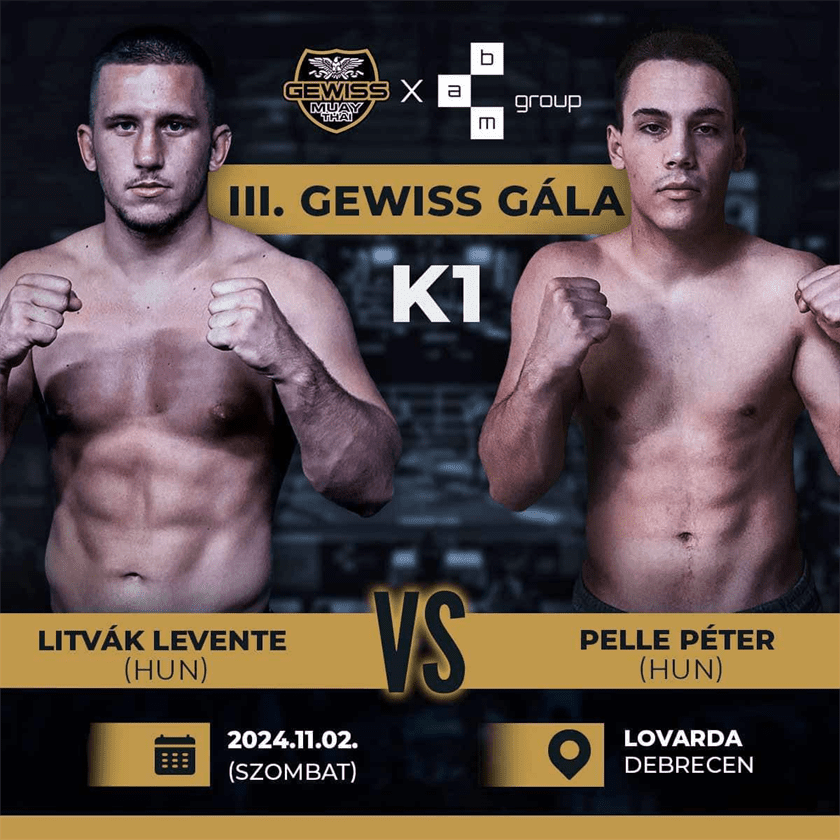 GEWISS
MUAY
THAI
X
b
a
m
group
III. GEWISS GÁLA
K1
LITVÁK LEVENTE
(HUN)
VS
PELLE PÉTER
(HUN)
2024.11.02.
(SZOMBAT)
LOVARDA
DEBRECEN